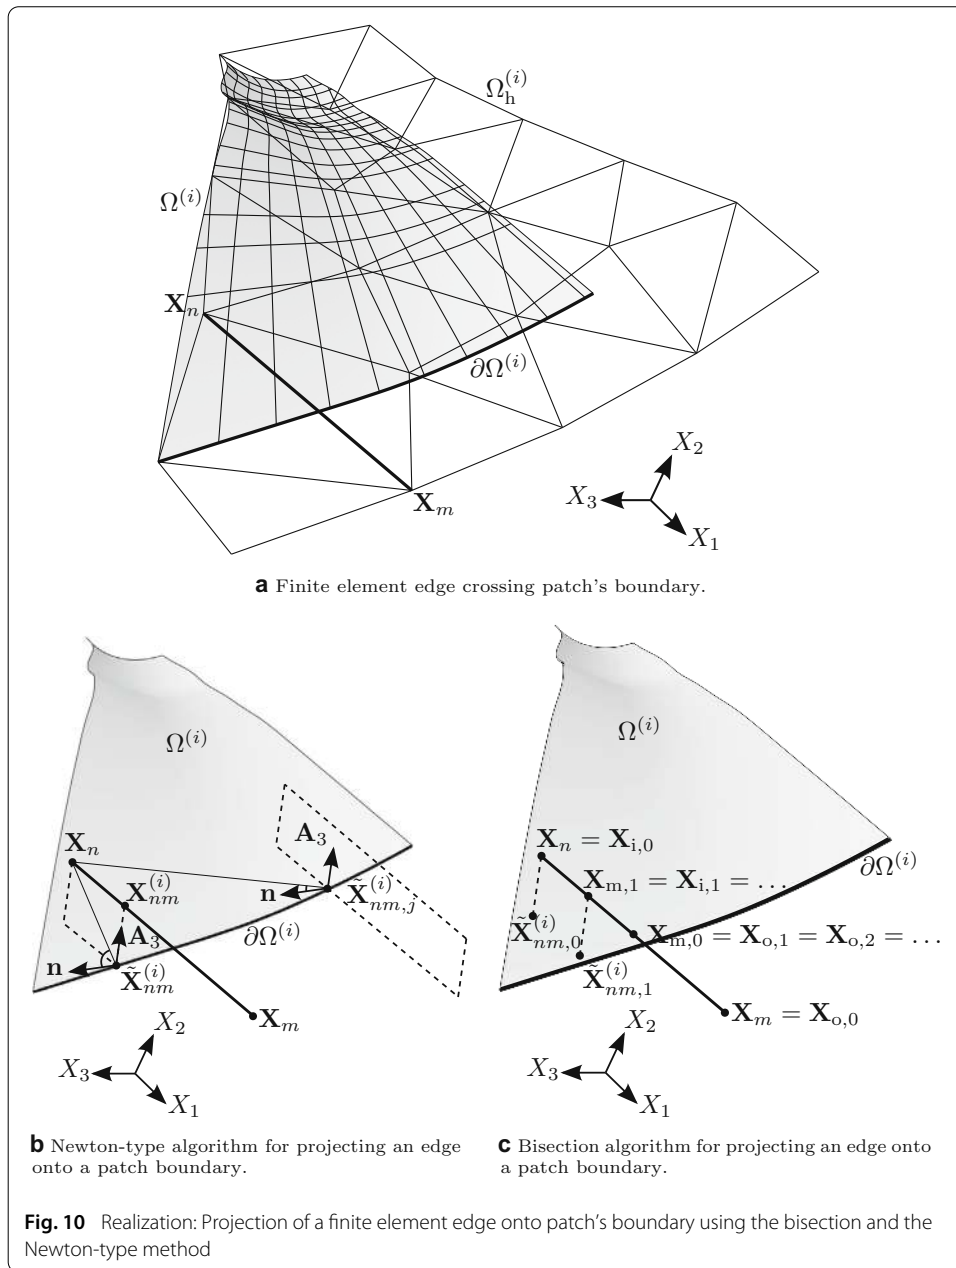 Ω_h^(i)
Ω^(i)
X_n
∂Ω^(i)
X_m
X_2
X_3
X_1
a Finite element edge crossing patch's boundary.
Ω^(i)
X_n
A_3
X_nm^(i)
n
X̃_nm,j^(i)
A_3
∂Ω^(i)
n
X̃_nm^(i)
X_m
X_2
X_3
X_1
b Newton-type algorithm for projecting an edge
onto a patch boundary.
Ω^(i)
X_n = X_i,0
∂Ω^(i)
X_m,1 = X_i,1 = …
X̃_nm,0^(i)
X_m,0 = X_o,1 = X_o,2 = …
X̃_nm,1^(i)
X_m = X_o,0
X_2
X_3
X_1
c Bisection algorithm for projecting an edge onto
a patch boundary.
Fig. 10 Realization: Projection of a finite element edge onto patch's boundary using the bisection and the
Newton-type method